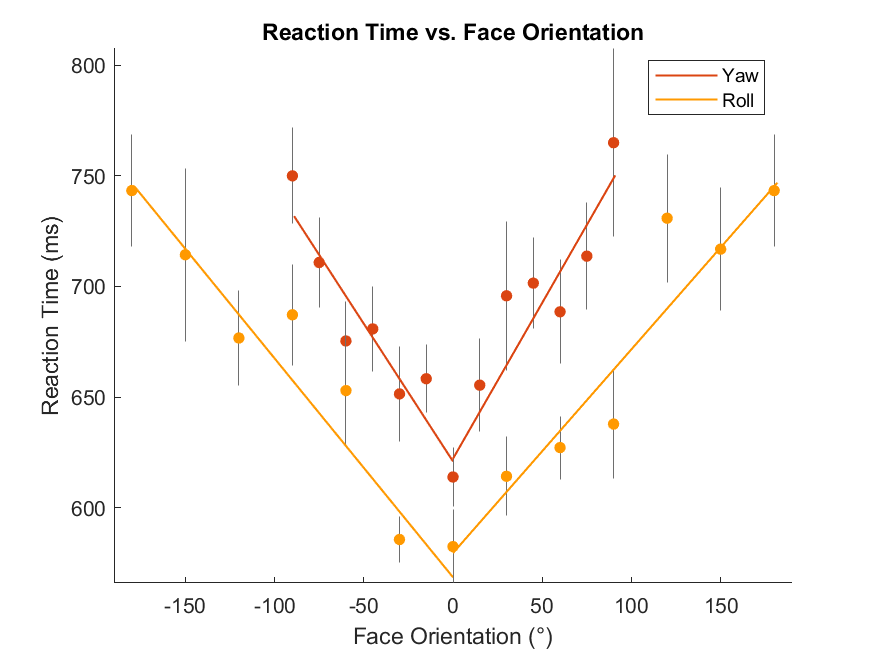 Reaction Time vs. Face Orientation
Yaw
Roll
800
750
700
650
600
Reaction Time (ms)
-150 -100 -50 0 50 100 150
Face Orientation (°)